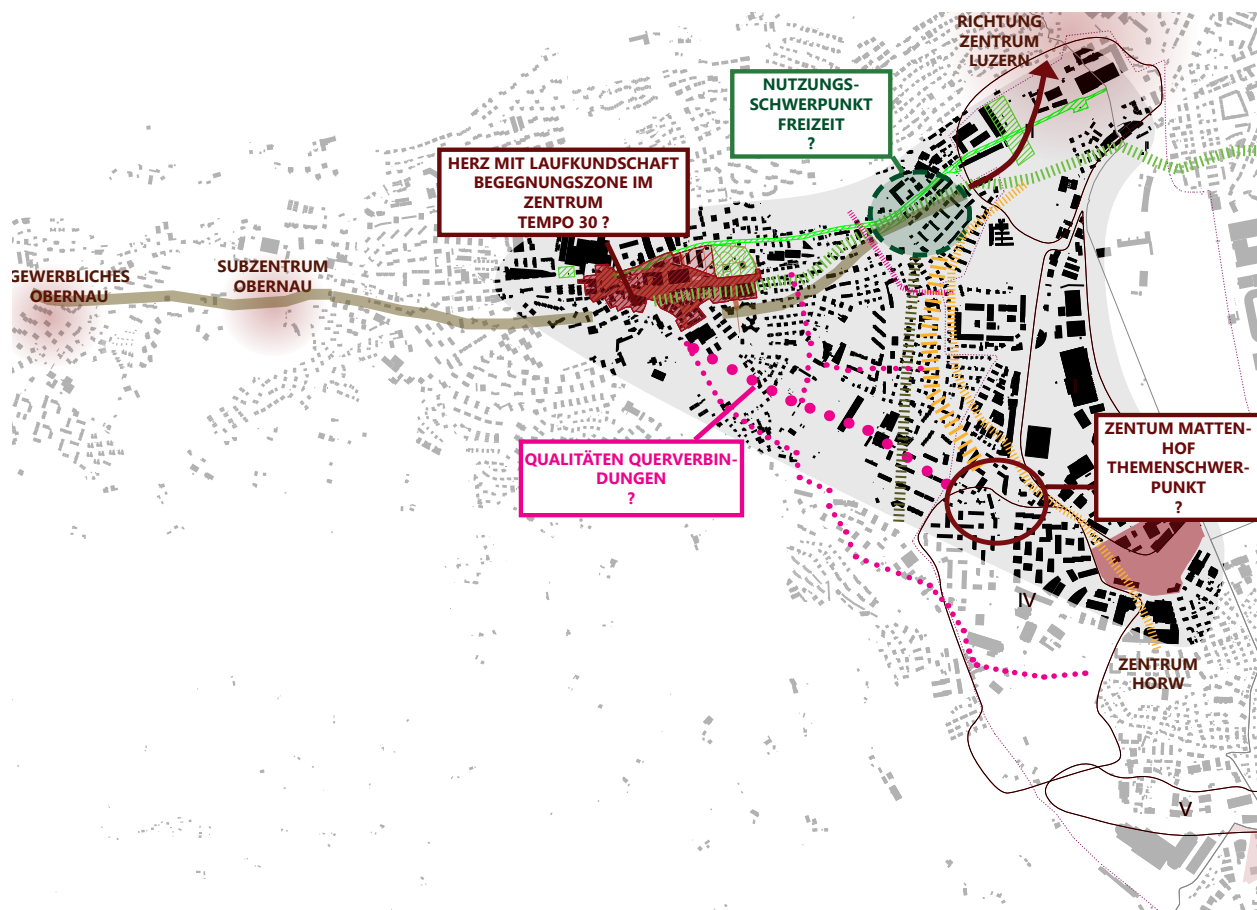 RICHTUNG
ZENTRUM
LUZERN
NUTZUNGS-
SCHWERPUNKT
FREIZEIT
?
HERZ MIT LAUFKUNDSCHAFT
BEGEGNUNGSZONE IM
ZENTRUM
TEMPO 30 ?
GEWERBLICHES
OBERNAU
SUBZENTRUM
OBERNAU
ZENTUM MATTEN-
HOF
THEMENSCHWER-
PUNKT
?
QUALITÄTEN QUERVERBIN-
DUNGEN
?
IV
ZENTRUM
HORW
V